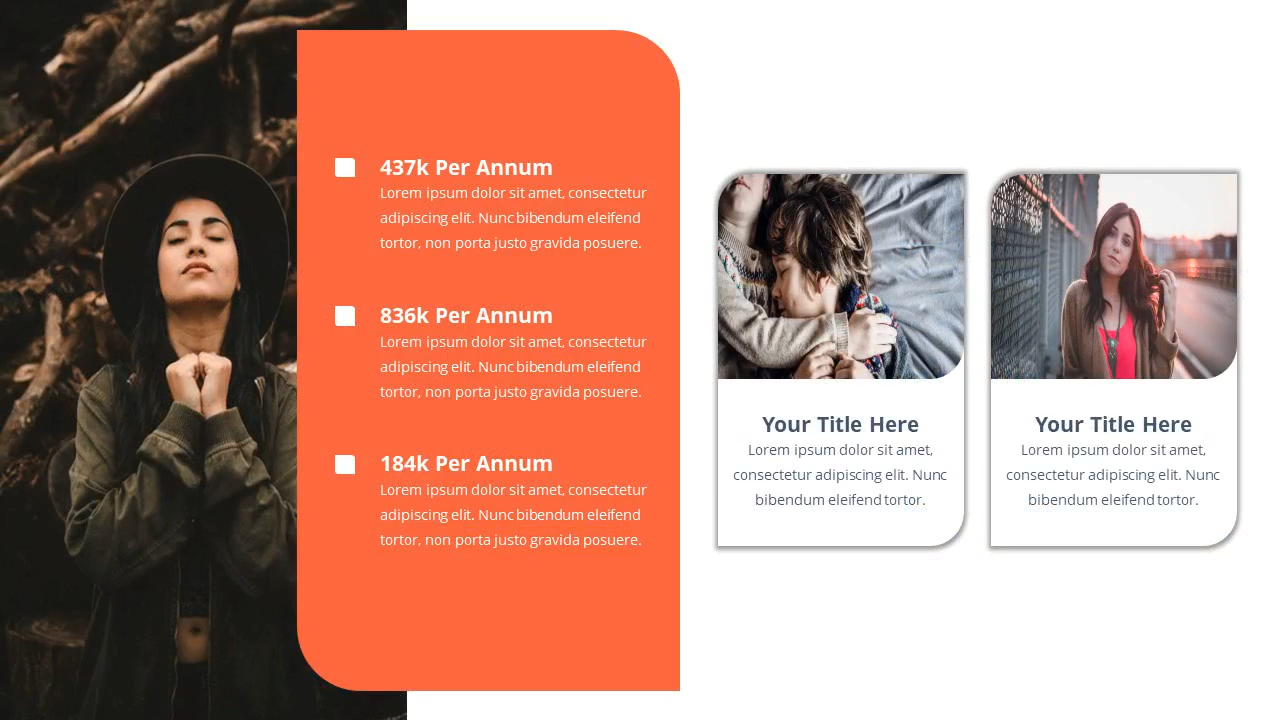 437k Per Annum
Lorem ipsum dolor sit amet, consectetur
adipiscing elit. Nunc bibendum eleifend
tortor, non porta justo gravida posuere.
836k Per Annum
Lorem ipsum dolor sit amet, consectetur
adipiscing elit. Nunc bibendum eleifend
tortor, non porta justo gravida posuere.
184k Per Annum
Lorem ipsum dolor sit amet, consectetur
adipiscing elit. Nunc bibendum eleifend
tortor, non porta justo gravida posuere.
Your Title Here
Lorem ipsum dolor sit amet,
consectetur adipiscing elit. Nunc
bibendum eleifend tortor.
Your Title Here
Lorem ipsum dolor sit amet,
consectetur adipiscing elit. Nunc
bibendum eleifend tortor.